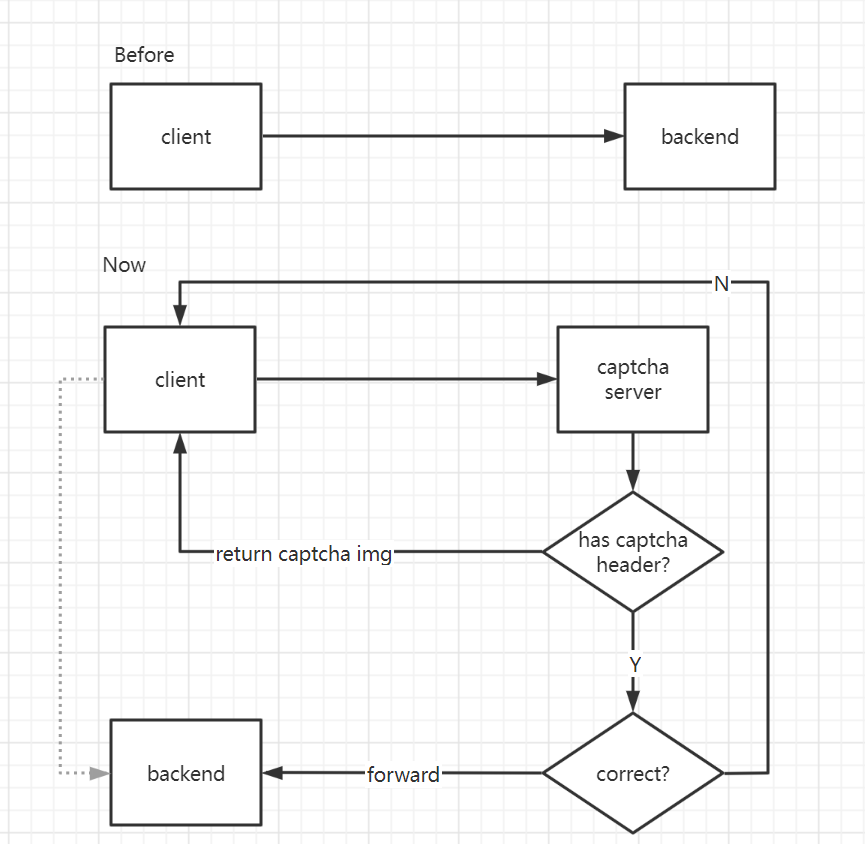 Before
client
backend
Now
N
client
captcha
server
has captcha
header?
return captcha img
Y
backend
forward
correct?